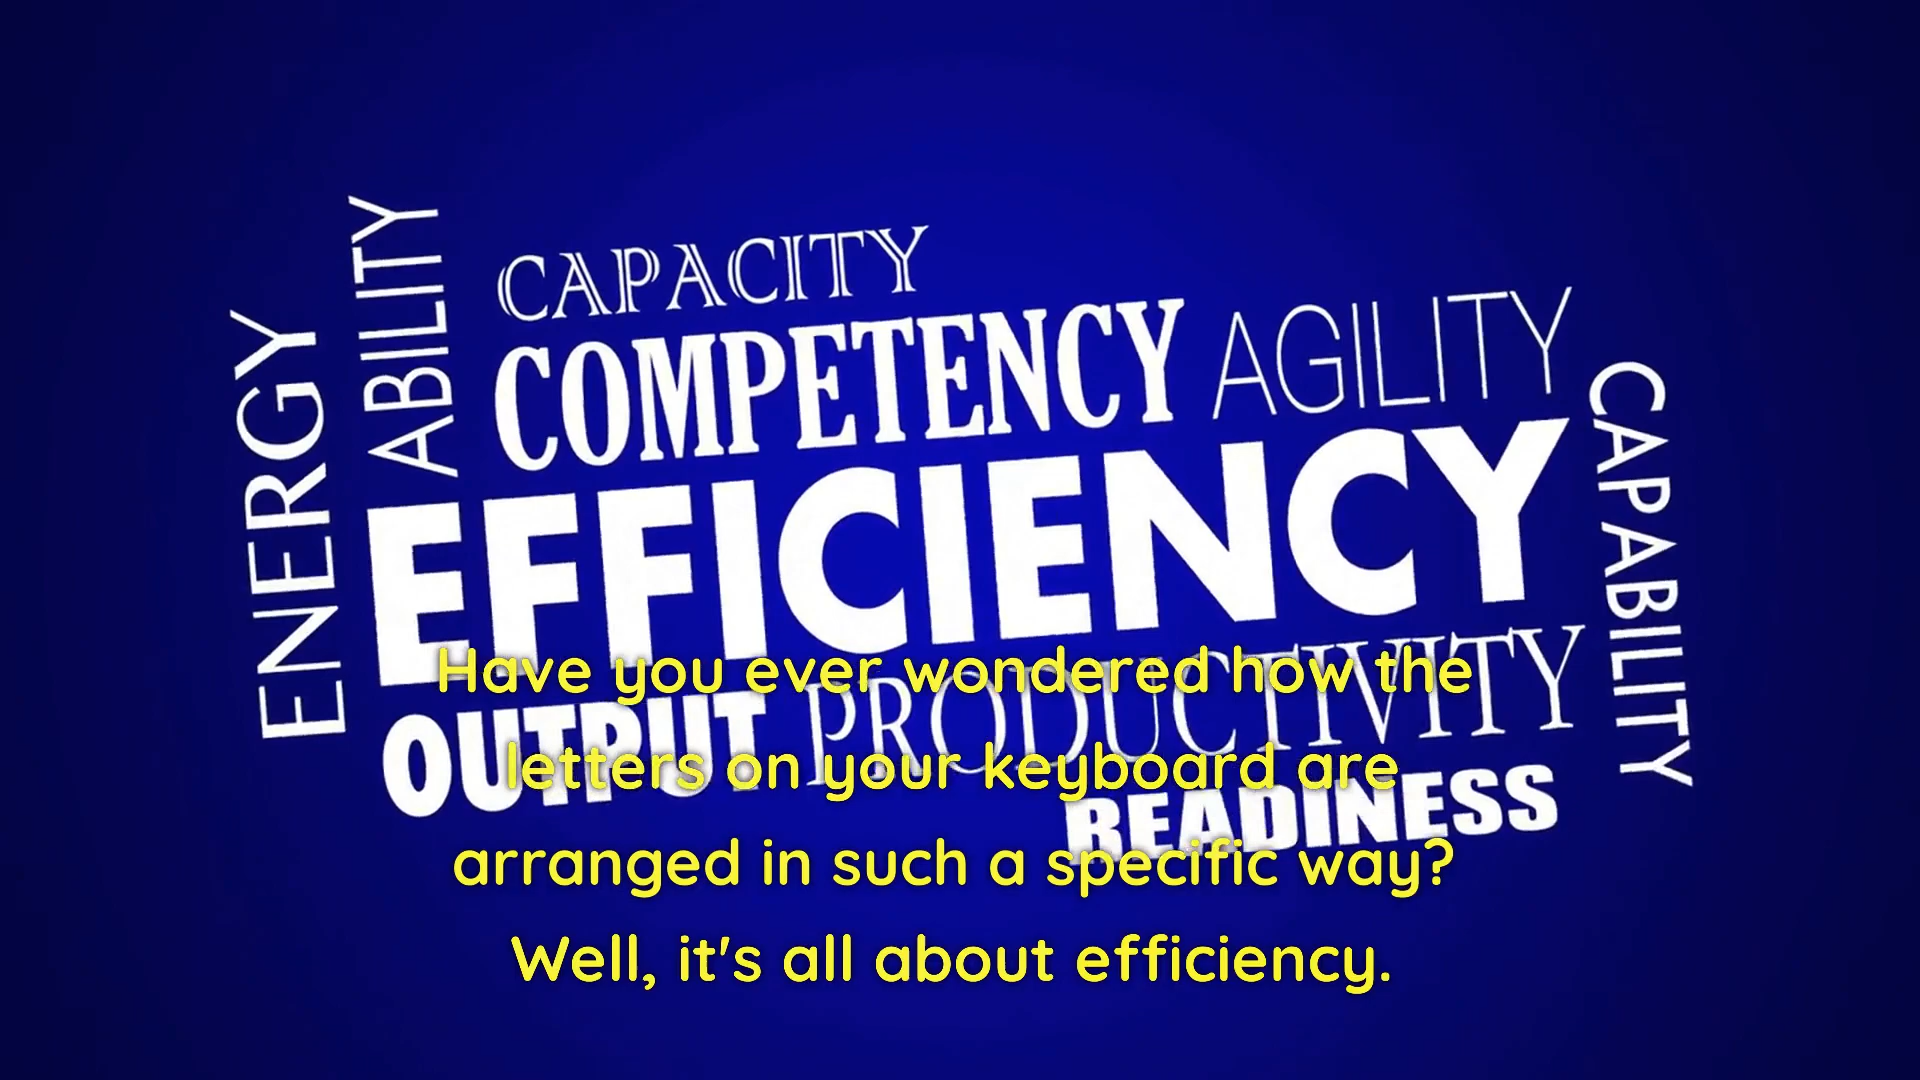 ENERGY
ABILITY
CAPACITY
COMPETENCY AGILITY
CAPABILITY
EFFICIENCY
OUTPUT PRODUCTIVITY
READINESS
Have you ever wondered how the
letters on your keyboard are
arranged in such a specific way?
Well, it's all about efficiency.